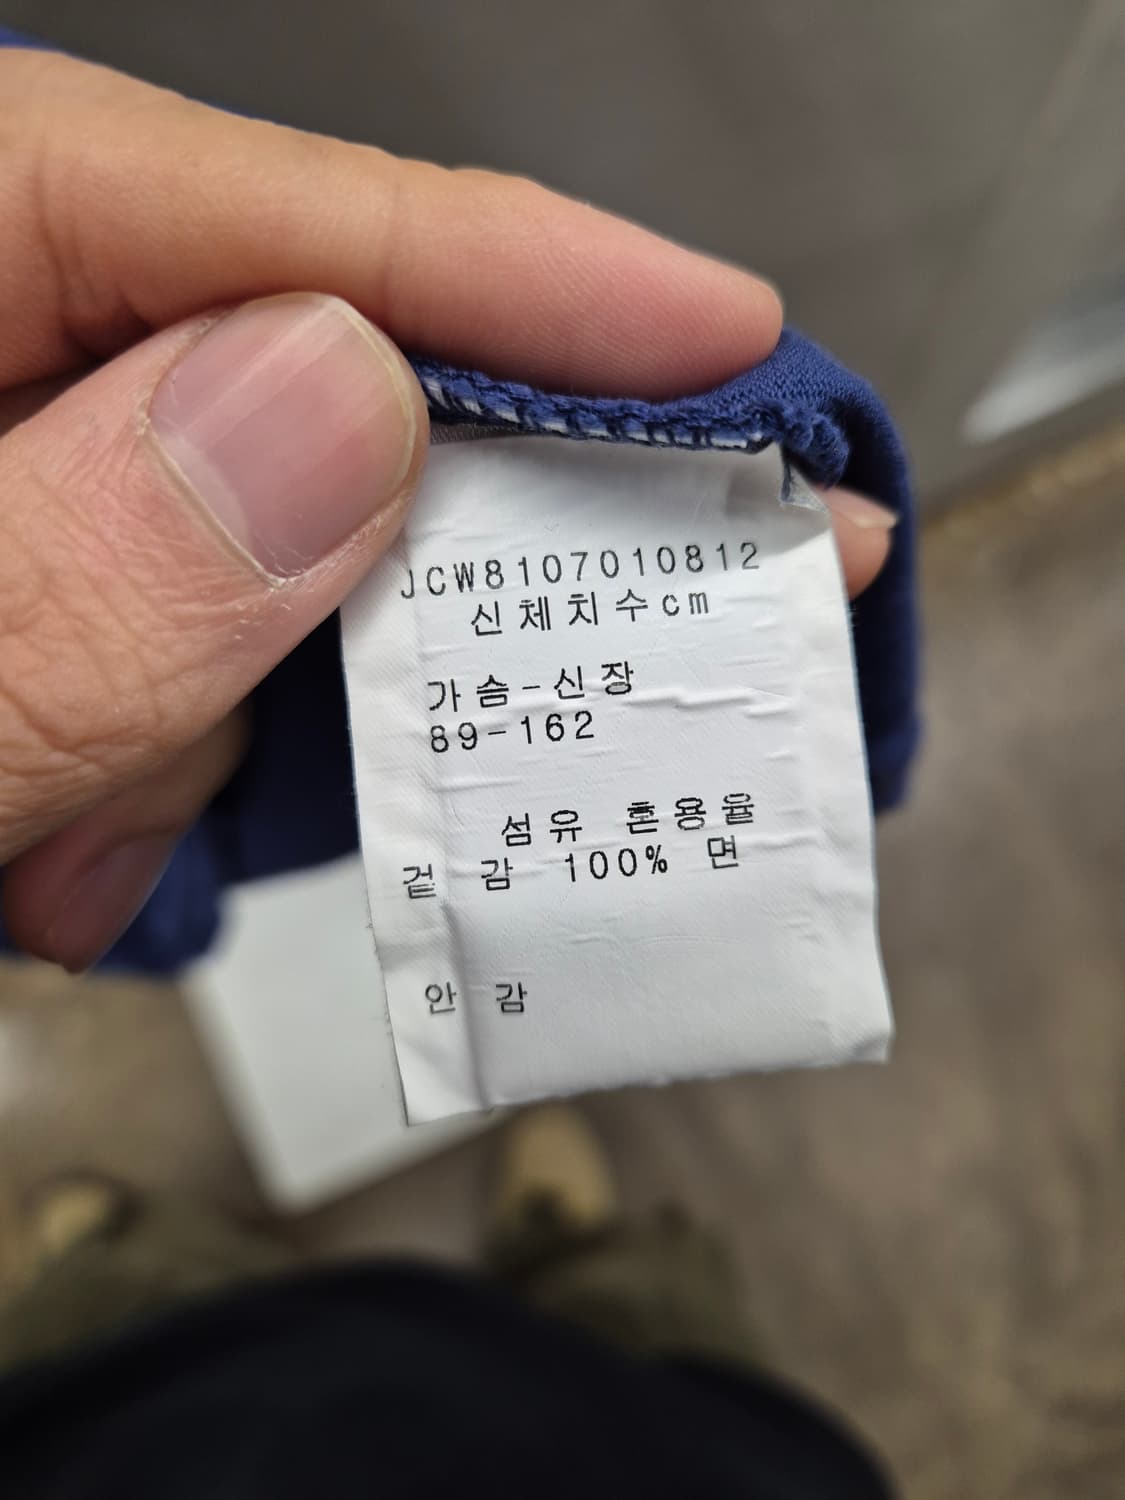 JCW8107010812
신체치수cm
가슴-신장
89-162
섬유 혼용율
겉 감 100% 면
안 감